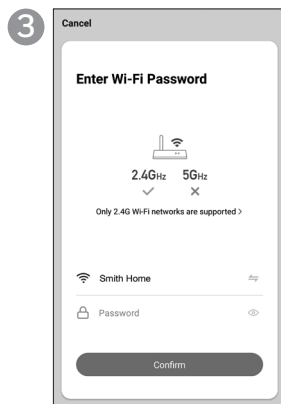 3
Cancel
Enter Wi-Fi Password
2.4GHz 5GHz
Only 2.4G Wi-Fi networks are supported >
Smith Home
Password
Confirm